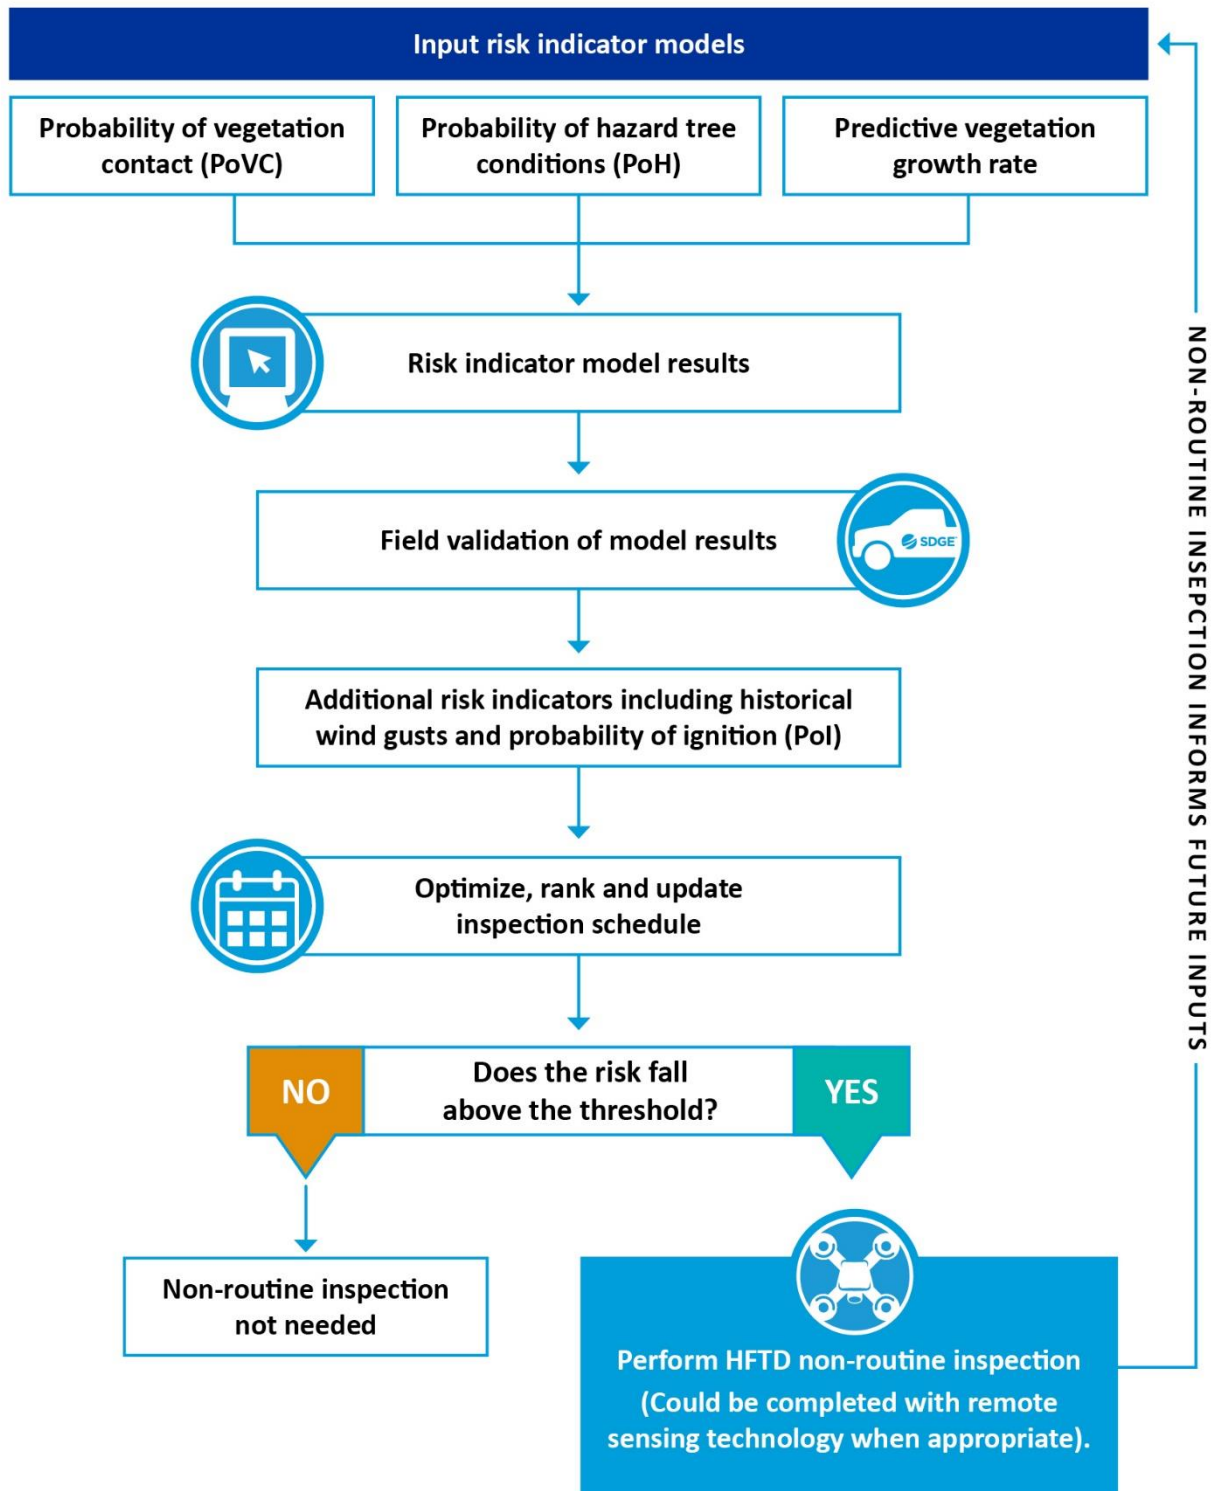 Input risk indicator models
Probability of vegetation
contact (PoVC)
Probability of hazard tree
conditions (PoH)
Predictive vegetation
growth rate
Risk indicator model results
Field validation of model results
SDGE
Additional risk indicators including historical
wind gusts and probability of ignition (PoI)
Optimize, rank and update
inspection schedule
NO
Does the risk fall
above the threshold?
YES
Non-routine inspection
not needed
Perform HFTD non-routine inspection
(Could be completed with remote
sensing technology when appropriate).
NON-ROUTINE INSEPCTION INFORMS FUTURE INPUTS